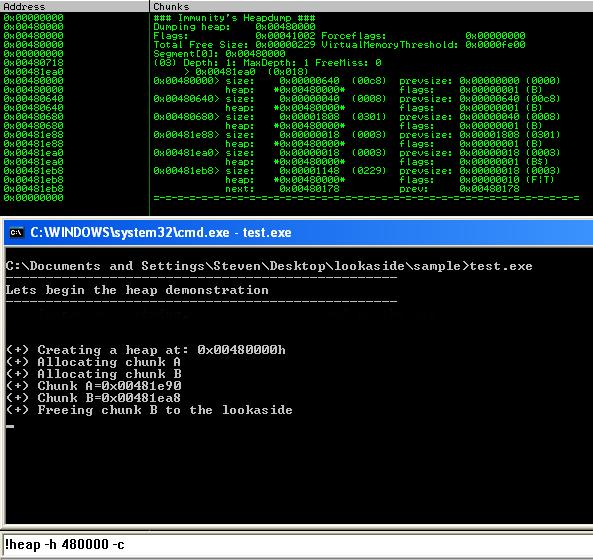 Address Chunks
0x00000000 ### Immunity's Heapdump ###
0x00480000 Dumping heap: 0x00480000
0x00480000 Flags: 0x00041002 Forceflags: 0x00000000
0x00480000 Total Free Size: 0x00000229 VirtualMemoryThreshold: 0x0000fe00
0x00480000 Segment[0]: 0x00480000
0x00480718 (03) Depth: 1: MaxDepth: 1 FreeMiss: 0
0x00481ea0 > 0x00481ea0 (0x018)
0x00480000 0x00480000> size: 0x00000640 (00c8) prevsize: 0x00000000 (0000)
0x00480000 heap: *0x00480000* flags: 0x00000001 (B)
0x00480640 0x00480640> size: 0x00000040 (0008) prevsize: 0x00000640 (00c8)
0x00480640 heap: *0x00480000* flags: 0x00000001 (B)
0x00480680 0x00480680> size: 0x00001808 (0301) prevsize: 0x00000040 (0008)
0x00480680 heap: *0x00480000* flags: 0x00000001 (B)
0x00481e88 0x00481e88> size: 0x00000018 (0003) prevsize: 0x00001808 (0301)
0x00481e88 heap: *0x00480000* flags: 0x00000001 (B)
0x00481ea0 0x00481ea0> size: 0x00000018 (0003) prevsize: 0x00000018 (0003)
0x00481ea0 heap: *0x00480000* flags: 0x00000001 (B$)
0x00481eb8 0x00481eb8> size: 0x00001148 (0229) prevsize: 0x00000018 (0003)
0x00481eb8 heap: *0x00480000* flags: 0x00000010 (F|T)
0x00481eb8 next: 0x00480178 prev: 0x00480178
0x00000000
C:\WINDOWS\system32\cmd.exe - test.exe
C:\Documents and Settings\Steven\Desktop\lookaside\sample>test.exe
Lets begin the heap demonstration
(+) Creating a heap at: 0x00480000h
(+) Allocating chunk A
(+) Allocating chunk B
(+) Chunk A=0x00481e90
(+) Chunk B=0x00481ea8
(+) Freeing chunk B to the lookaside
!heap -h 480000 -c